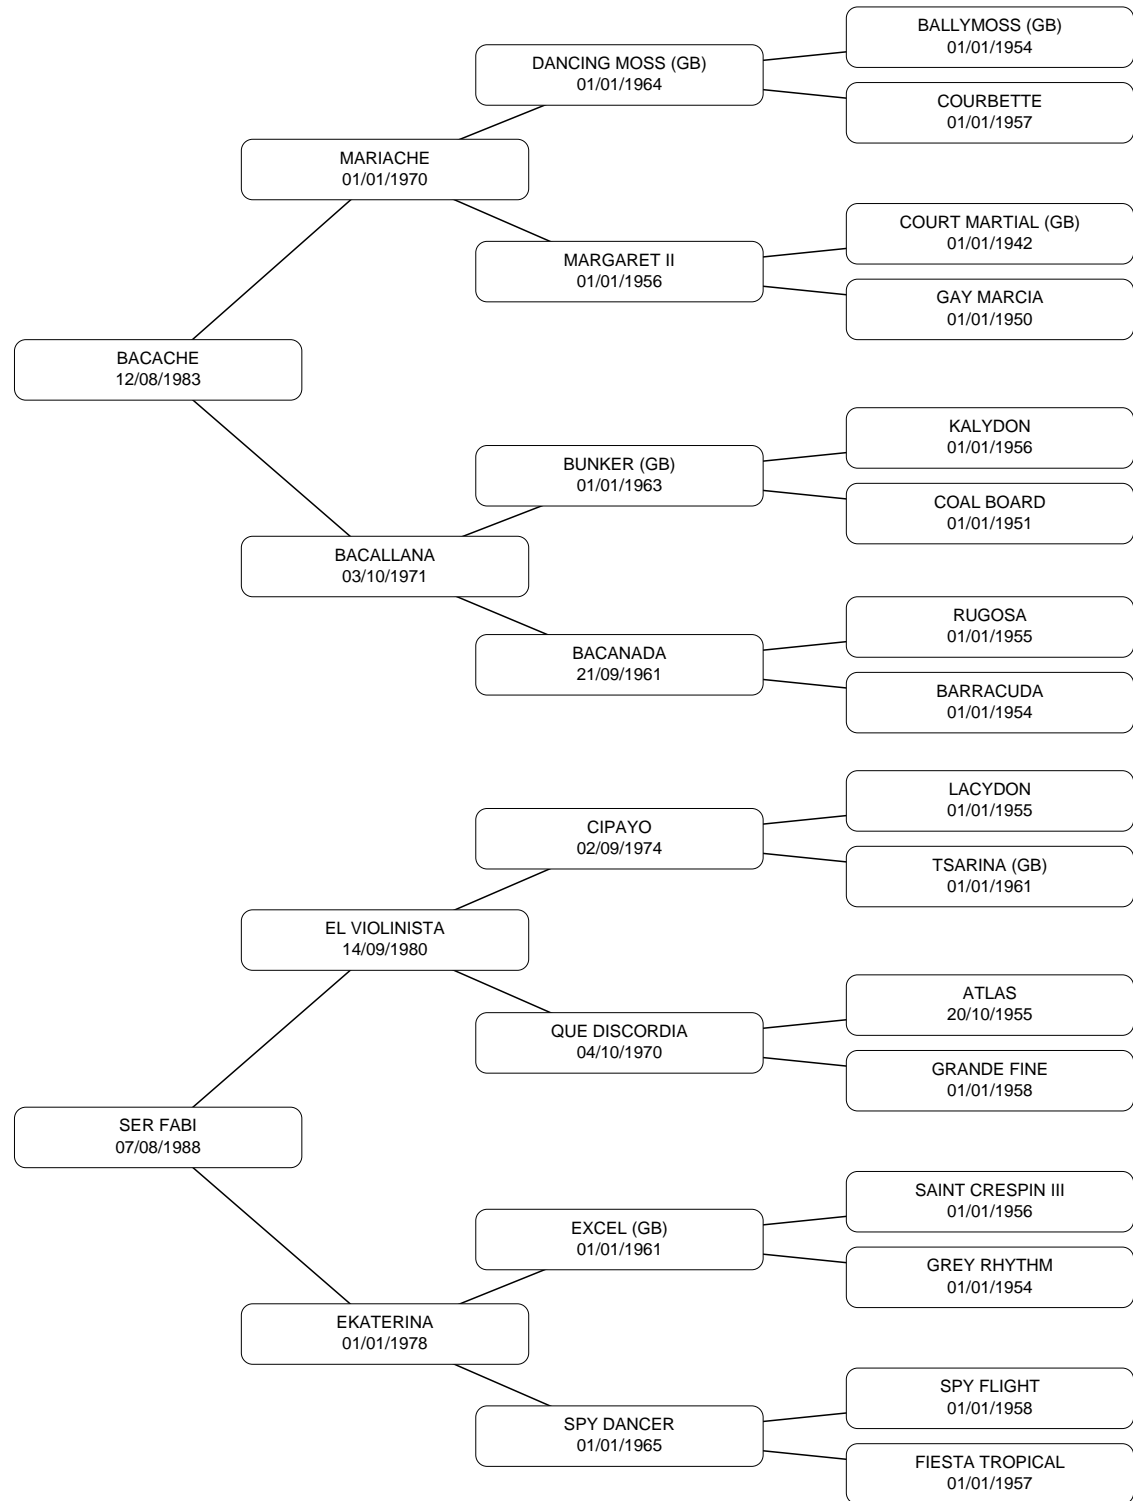 BALLYMOSS (GB)
01/01/1954
DANCING MOSS (GB)
01/01/1964
COURBETTE
01/01/1957
MARIACHE
01/01/1970
COURT MARTIAL (GB)
01/01/1942
MARGARET II
01/01/1956
GAY MARCIA
01/01/1950
BACACHE
12/08/1983
KALYDON
01/01/1956
BUNKER (GB)
01/01/1963
COAL BOARD
01/01/1951
BACALLANA
03/10/1971
RUGOSA
01/01/1955
BACANADA
21/09/1961
BARRACUDA
01/01/1954
LACYDON
01/01/1955
CIPAYO
02/09/1974
TSARINA (GB)
01/01/1961
EL VIOLINISTA
14/09/1980
ATLAS
20/10/1955
QUE DISCORDIA
04/10/1970
GRANDE FINE
01/01/1958
SER FABI
07/08/1988
SAINT CRESPIN III
01/01/1956
EXCEL (GB)
01/01/1961
GREY RHYTHM
01/01/1954
EKATERINA
01/01/1978
SPY FLIGHT
01/01/1958
SPY DANCER
01/01/1965
FIESTA TROPICAL
01/01/1957